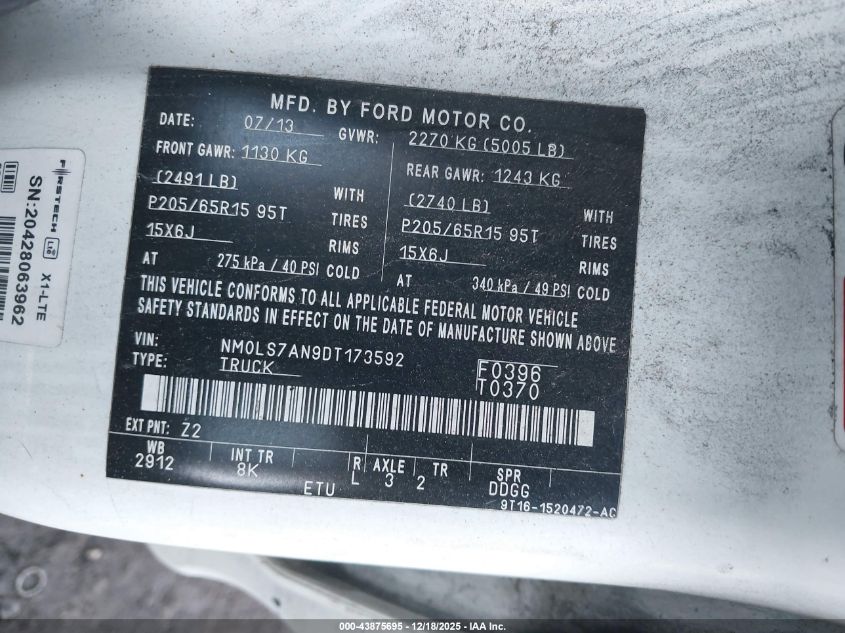 MFD. BY FORD MOTOR CO.
DATE: 07/13 GVWR: 2270 KG (5005 LB)
FRONT GAWR: 1130 KG REAR GAWR: 1243 KG
(2491 LB) WITH (2740 LB) WITH
P205/65R15 95T TIRES P205/65R15 95T TIRES
15X6J RIMS 15X6J RIMS
AT 275 kPa / 40 PSI COLD AT 340 kPa / 49 PSI COLD
THIS VEHICLE CONFORMS TO ALL APPLICABLE FEDERAL MOTOR VEHICLE
SAFETY STANDARDS IN EFFECT ON THE DATE OF MANUFACTURE SHOWN ABOVE
VIN: NM0LS7AN9DT173592 F0396
TYPE: TRUCK T0370
EXT PNT: Z2
WB INT TR R AXLE TR SPR
2912 8K L 3 2 DDGG
ETU 9T16-1520472-AC
FIRSTECH X1-LTE
SN:20428063962
000-43875695 - 12/18/2025 - IAA Inc.